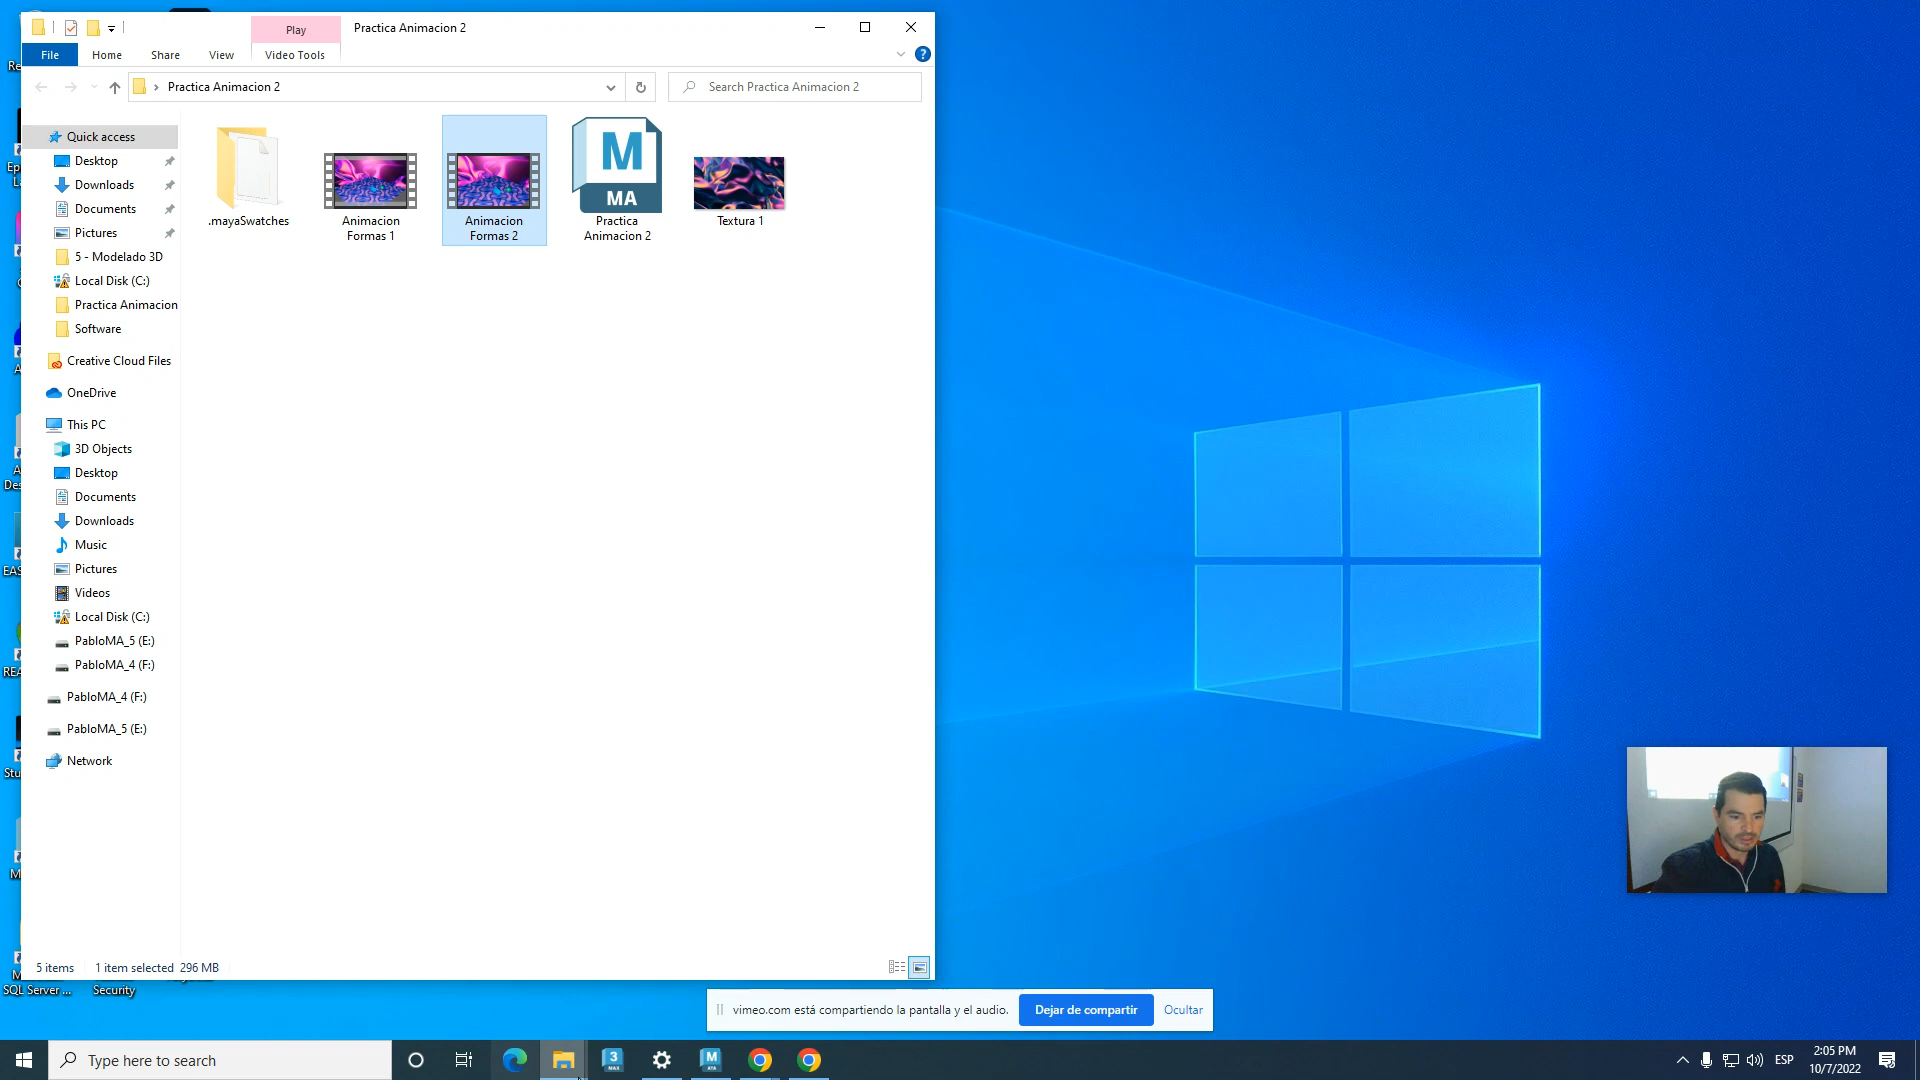 Play
Practica Animacion 2
File
Home
Share
View
Video Tools
Practica Animacion 2
Search Practica Animacion 2
Quick access
Desktop
Downloads
Documents
Pictures
5 - Modelado 3D
Local Disk (C:)
Practica Animacion
Software
Creative Cloud Files
OneDrive
This PC
3D Objects
Desktop
Documents
Downloads
Music
Pictures
Videos
Local Disk (C:)
PabloMA_5 (E:)
PabloMA_4 (F:)
PabloMA_4 (F:)
PabloMA_5 (E:)
Network
.mayaSwatches
Animacion
Formas 1
Animacion
Formas 2
M
MA
Practica
Animacion 2
Textura 1
5 items
1 item selected 296 MB
SQL Server ...
Security
vimeo.com está compartiendo la pantalla y el audio.
Dejar de compartir
Ocultar
Type here to search
3
MAX
M
ESP
2:05 PM
10/7/2022